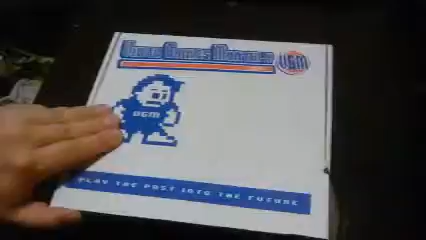 VIDEO GAMES MONTHLY
VGM
VGM
PLAY THE PAST INTO THE FUTURE